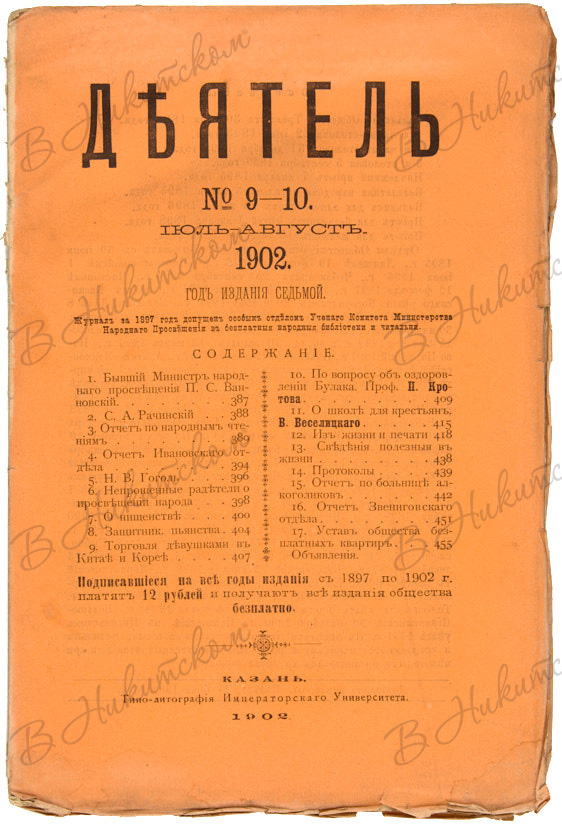 ДѢЯТЕЛЬ
№ 9—10.
ІЮЛЬ-АВГУСТЪ.
1902.
ГОДЪ ИЗДАНІЯ СЕДЬМОЙ.
Журналъ за 1897 годъ допущенъ особымъ отдѣломъ Ученаго Комитета Министерства
Народнаго Просвѣщенія въ безплатныя народныя библіотеки и читальни.
СОДЕРЖАНІЕ.
1. Бывшій Министръ народ-
наго просвѣщенія П. С. Ван-
новскій. 387
2. С. А. Рачинскій 388
3. Отчетъ по народнымъ чте-
ніямъ 389
4. Отчетъ Ивановскаго от-
дѣла 394
5. Н. В. Гоголь 396
6. Непрошенные радѣтели о
просвѣщеніи народа 398
7. О нищенствѣ 400
8. Защитник. пьянства 404
9. Торговля дѣвушками въ
Китаѣ и Кореѣ 407
10. По вопросу объ оздоров-
леніи Булака. Проф. П. Кро-
това 409
11. О школѣ для крестьян.
В. Веселицкаго 415
12. Изъ жизни и печати 418
13. Свѣдѣнія полезныя въ
жизни 438
14. Протоколы 439
15. Отчетъ по больницѣ ал-
коголиковъ 442
16. Отчетъ Звениговскаго
отдѣла 451
17. Уставъ общества без-
платныхъ квартиръ 455
Объявленія.
Подписавшіеся на всѣ годы изданія съ 1897 по 1902 г.
платятъ 12 рублей и получаютъ всѣ изданія общества
безплатно.
КАЗАНЬ.
Типо-литографія Императорскаго Университета.
1902.
В Никитском